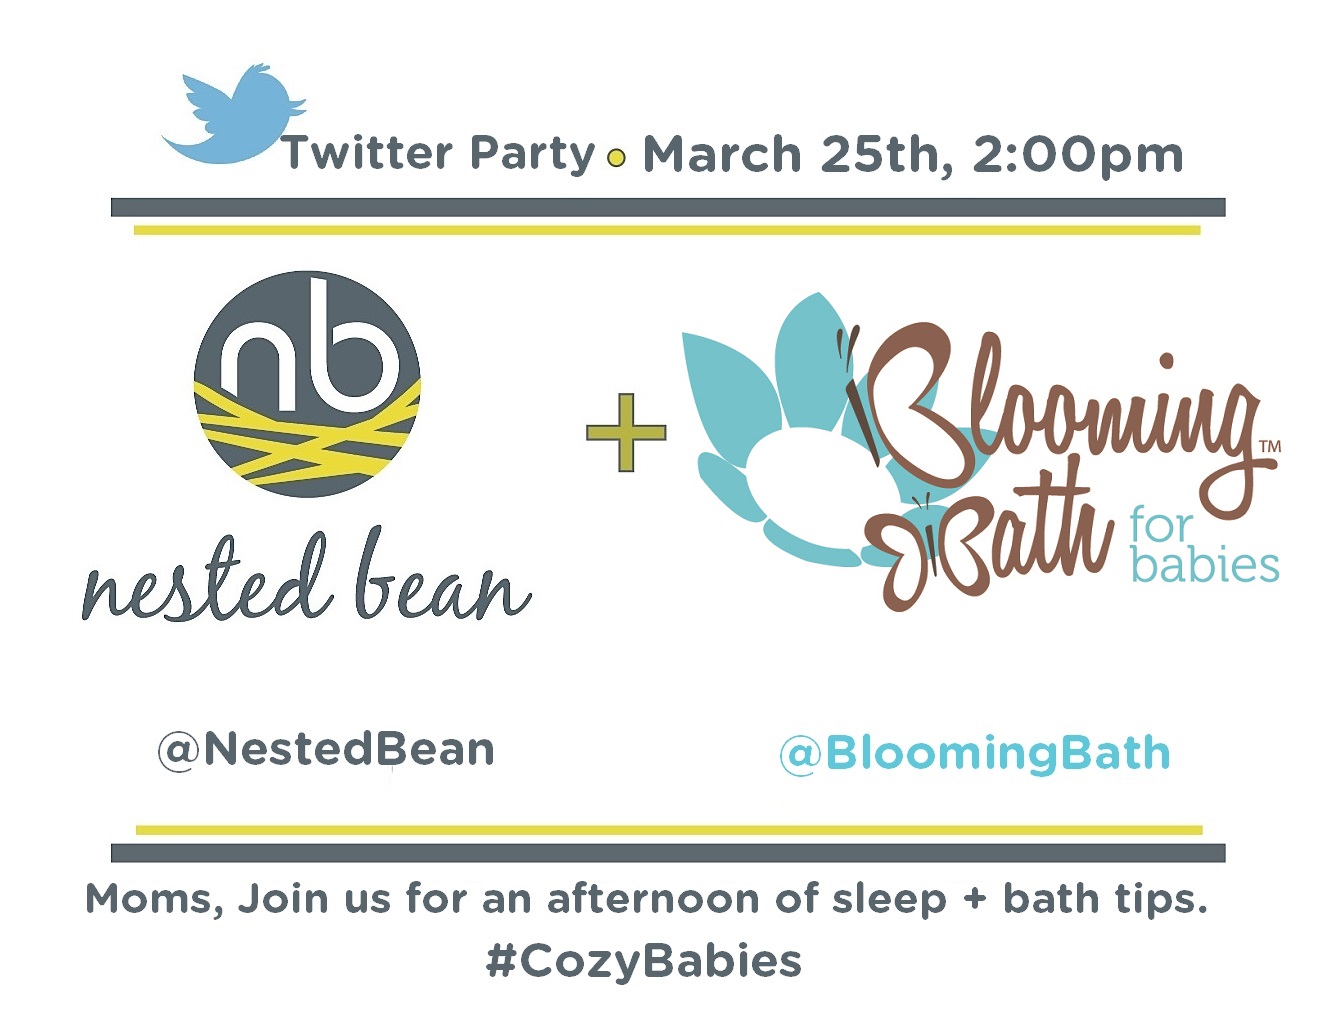 Twitter Party • March 25th, 2:00pm
nb
nested bean
+
Blooming™
Bath for babies
@NestedBean
@BloomingBath
Moms, Join us for an afternoon of sleep + bath tips.
#CozyBabies